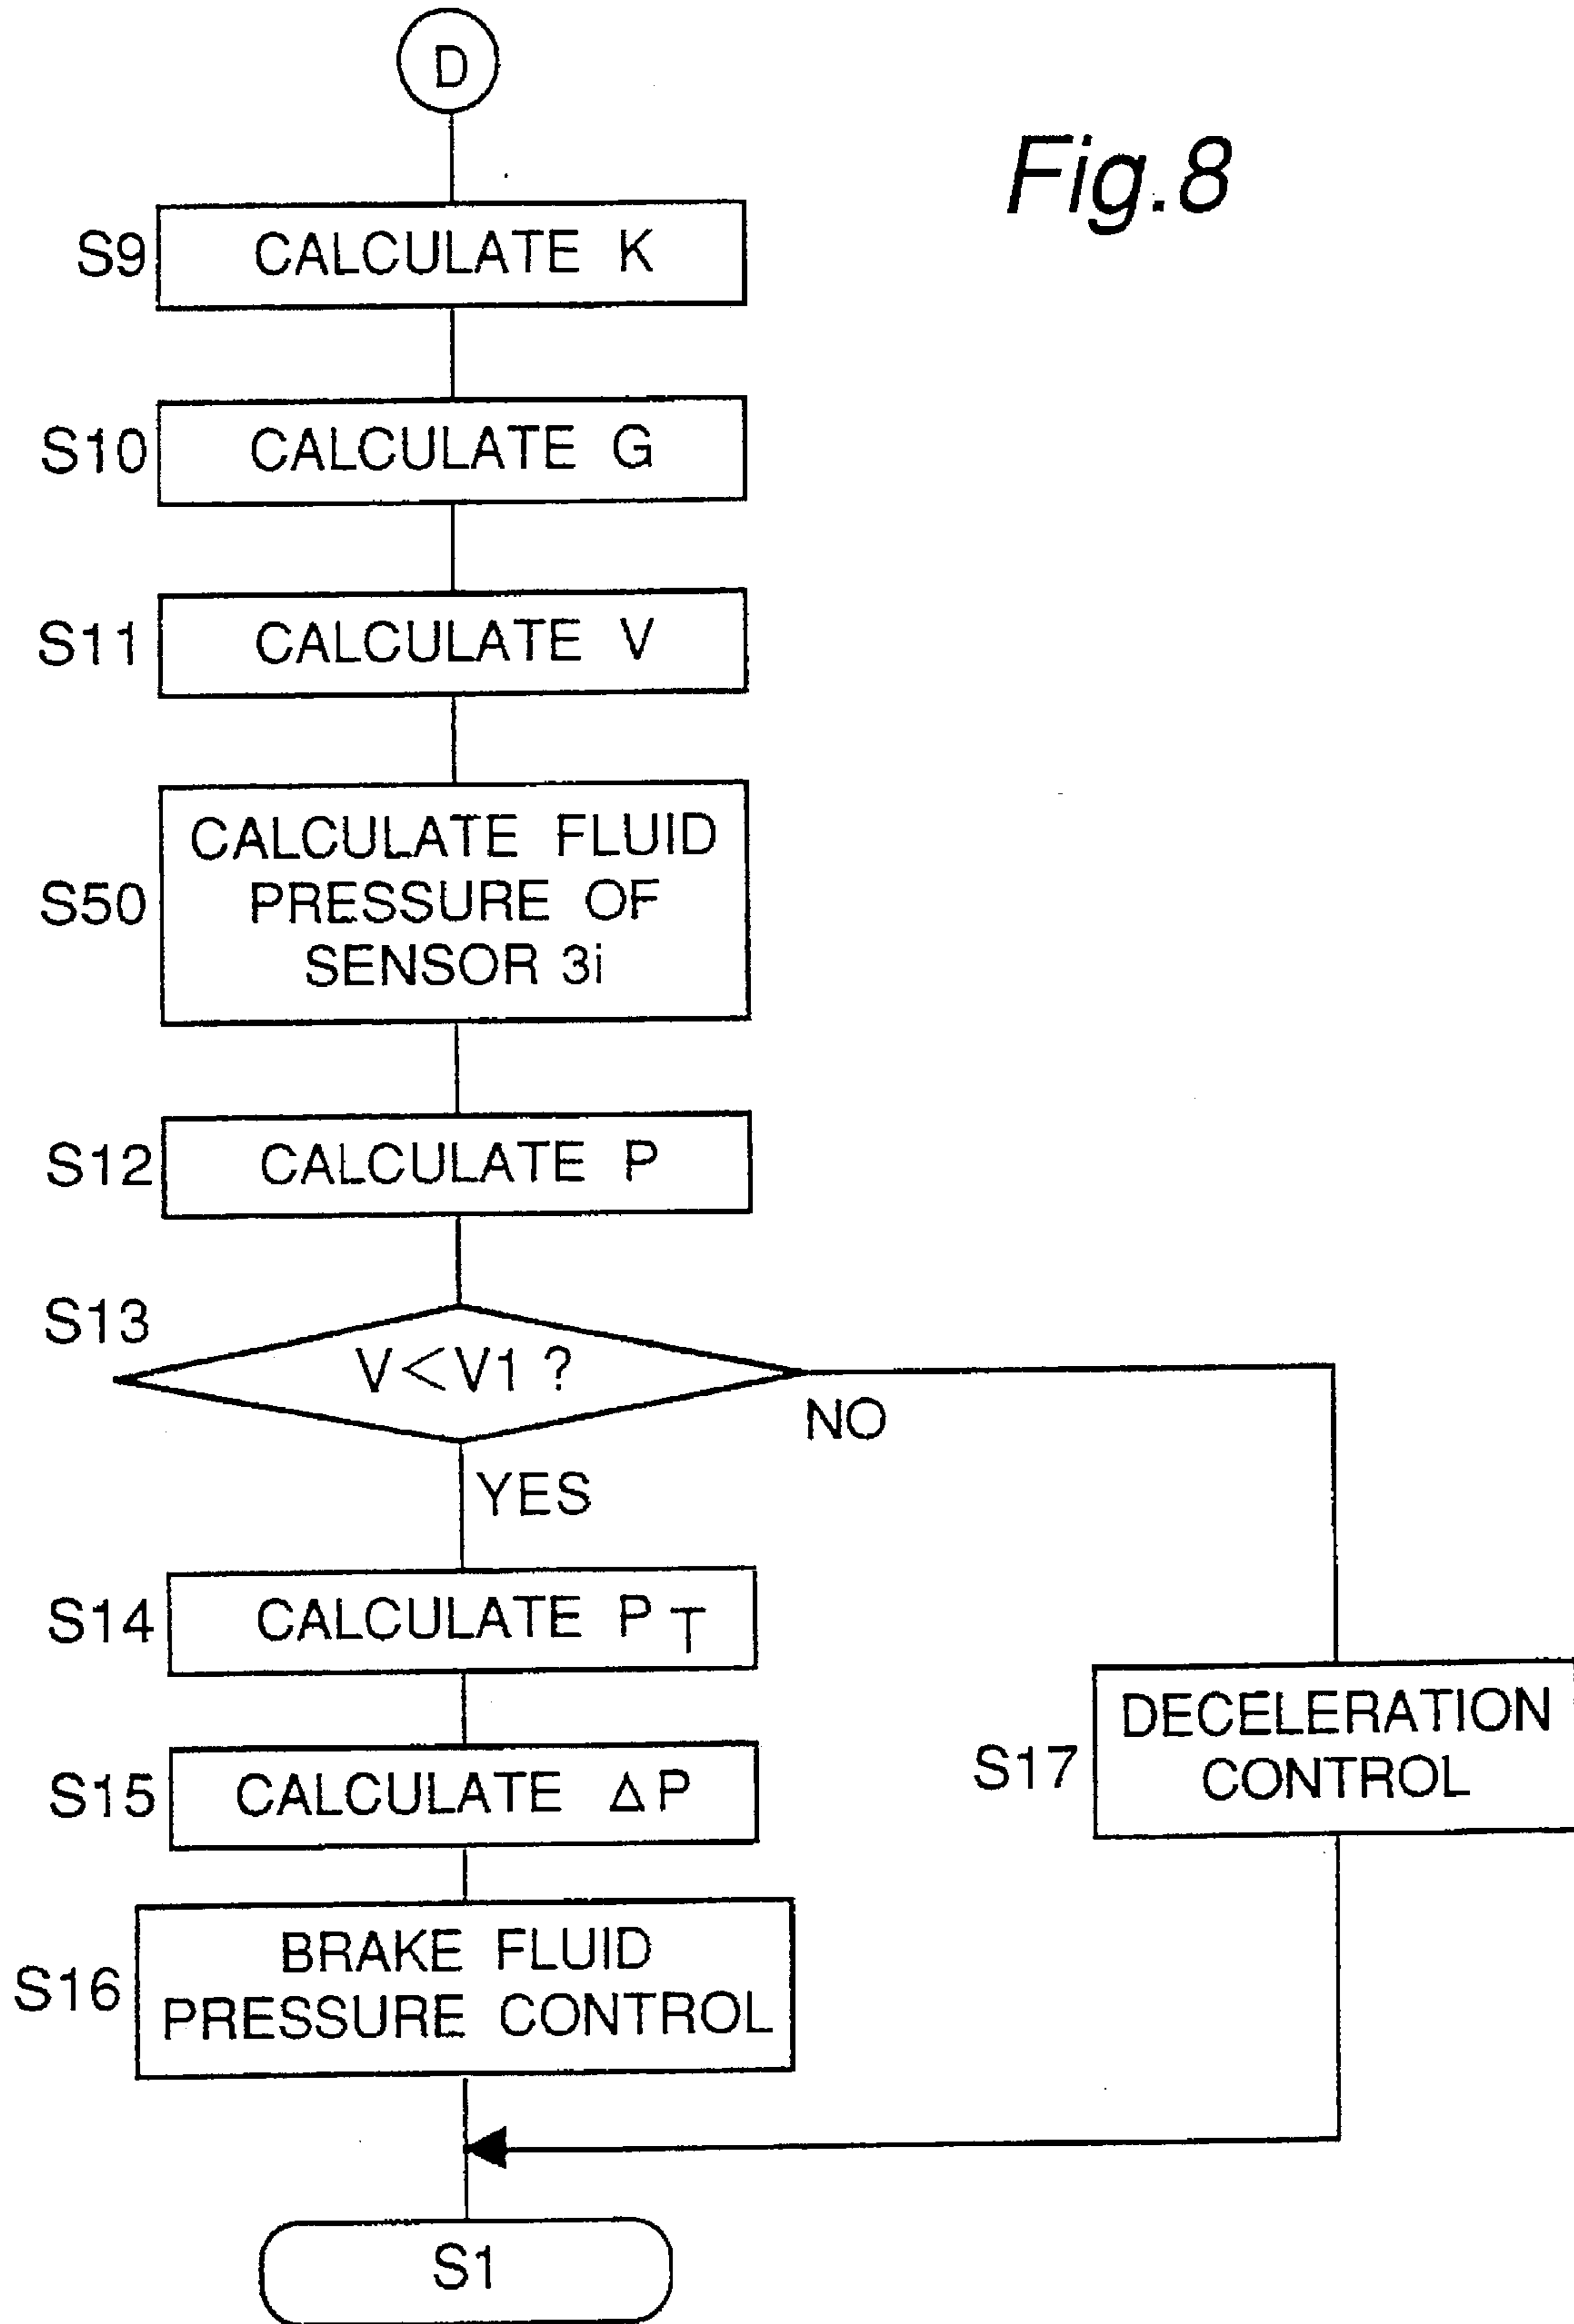 D
Fig.8
S9
CALCULATE K
S10
CALCULATE G
S11
CALCULATE V
S50
CALCULATE FLUID
PRESSURE OF
SENSOR 3i
S12
CALCULATE P
S13
V<V1 ?
NO
YES
S14
CALCULATE PT
S15
CALCULATE ΔP
S17
DECELERATION
CONTROL
S16
BRAKE FLUID
PRESSURE CONTROL
S1